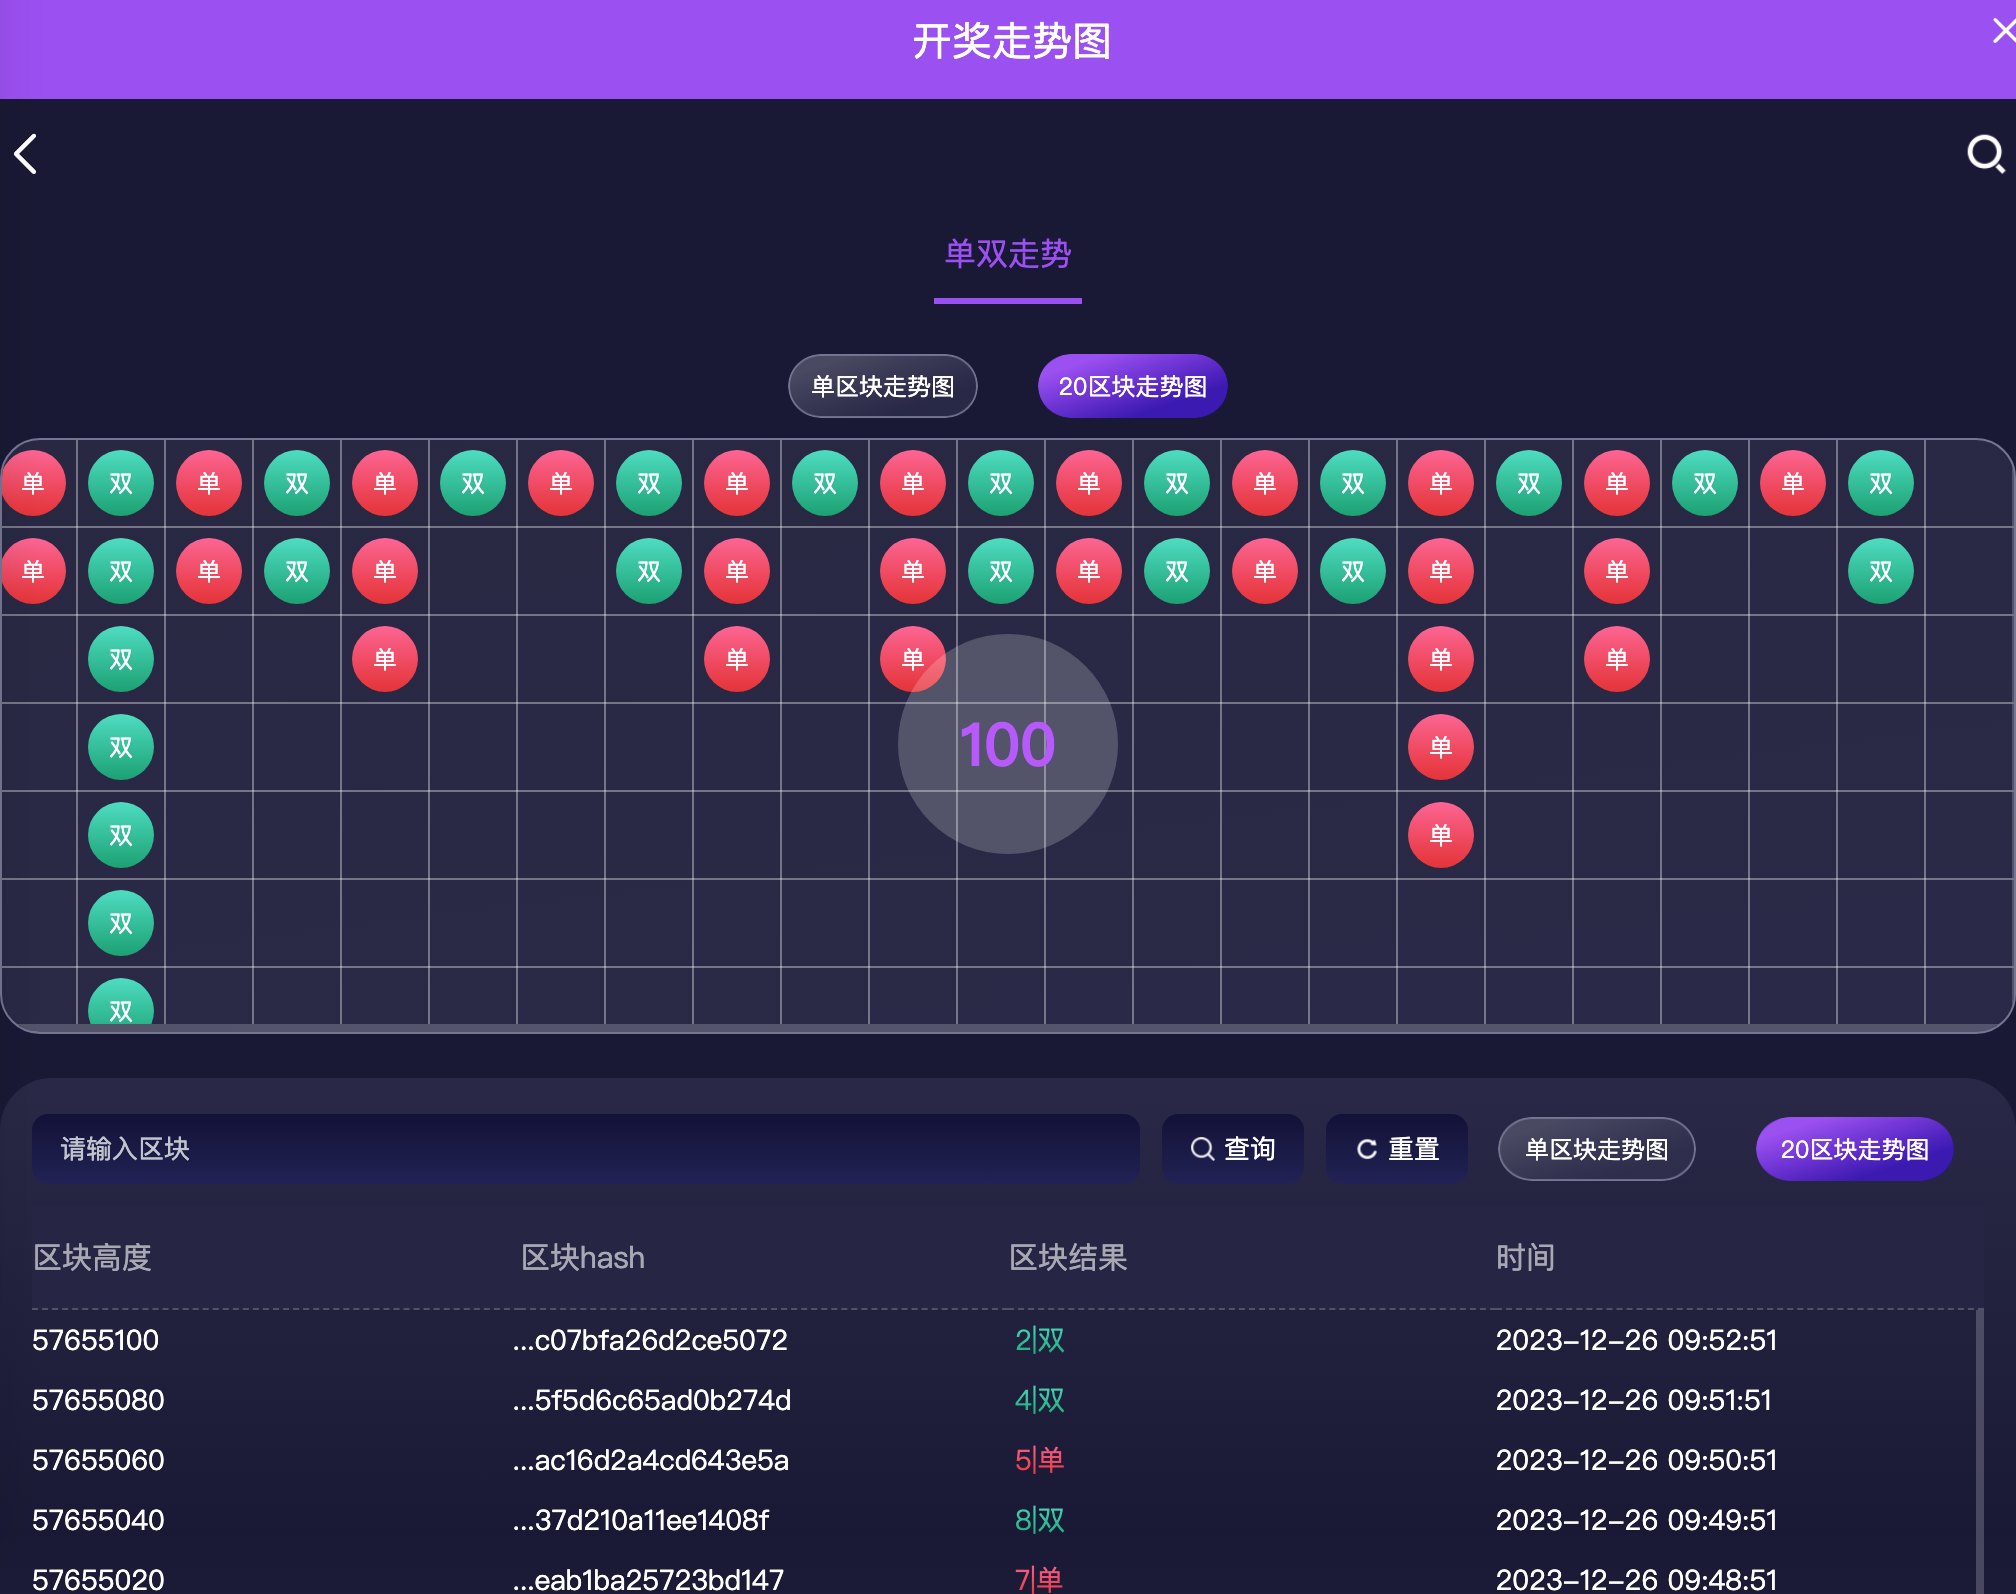 开奖走势图
单双走势
单区块走势图 20区块走势图
单 双 单 双 单 双 单 双 单 双 单 双 单 双 单 双 单 双 单 双 单 双
单 双 单 双 单 双 单 单 双 单 双 单 双 单 单 双
双 单 单 单 单 单
双 单
100
双 单
双
双
请输入区块 查询 重置 单区块走势图 20区块走势图
区块高度 区块hash 区块结果 时间
57655100 ...c07bfa26d2ce5072 2|双 2023-12-26 09:52:51
57655080 ...5f5d6c65ad0b274d 4|双 2023-12-26 09:51:51
57655060 ...ac16d2a4cd643e5a 5|单 2023-12-26 09:50:51
57655040 ...37d210a11ee1408f 8|双 2023-12-26 09:49:51
57655020 ...eab1ba25723bd147 7|单 2023-12-26 09:48:51